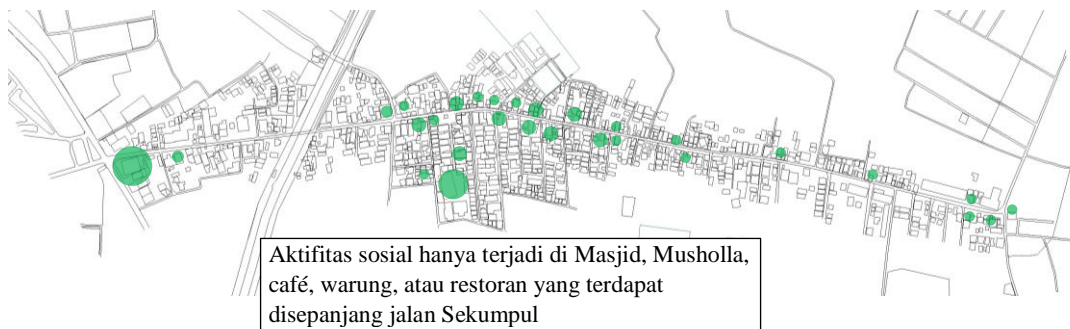 Aktifitas sosial hanya terjadi di Masjid, Musholla,
café, warung, atau restoran yang terdapat
disepanjang jalan Sekumpul